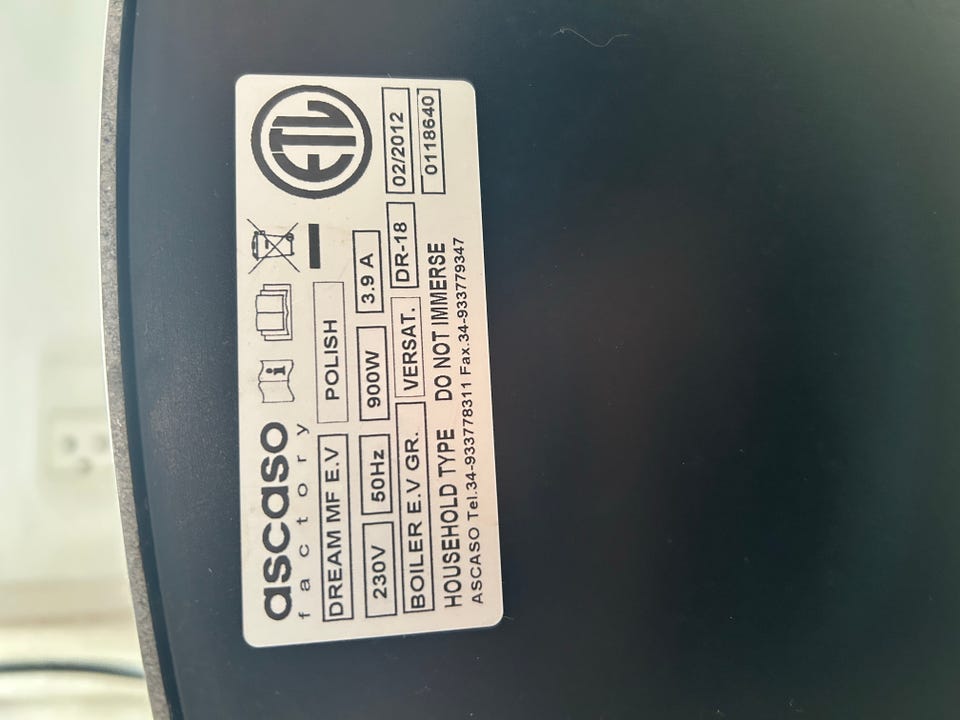 ascaso
factory
ETL
DREAM MF E.V POLISH
230V 50Hz 900W 3.9 A
BOILER E.V GR. VERSAT. DR-18 02/2012
HOUSEHOLD TYPE DO NOT IMMERSE 0118640
ASCASO Tel.34-933778311 Fax.34-933779347